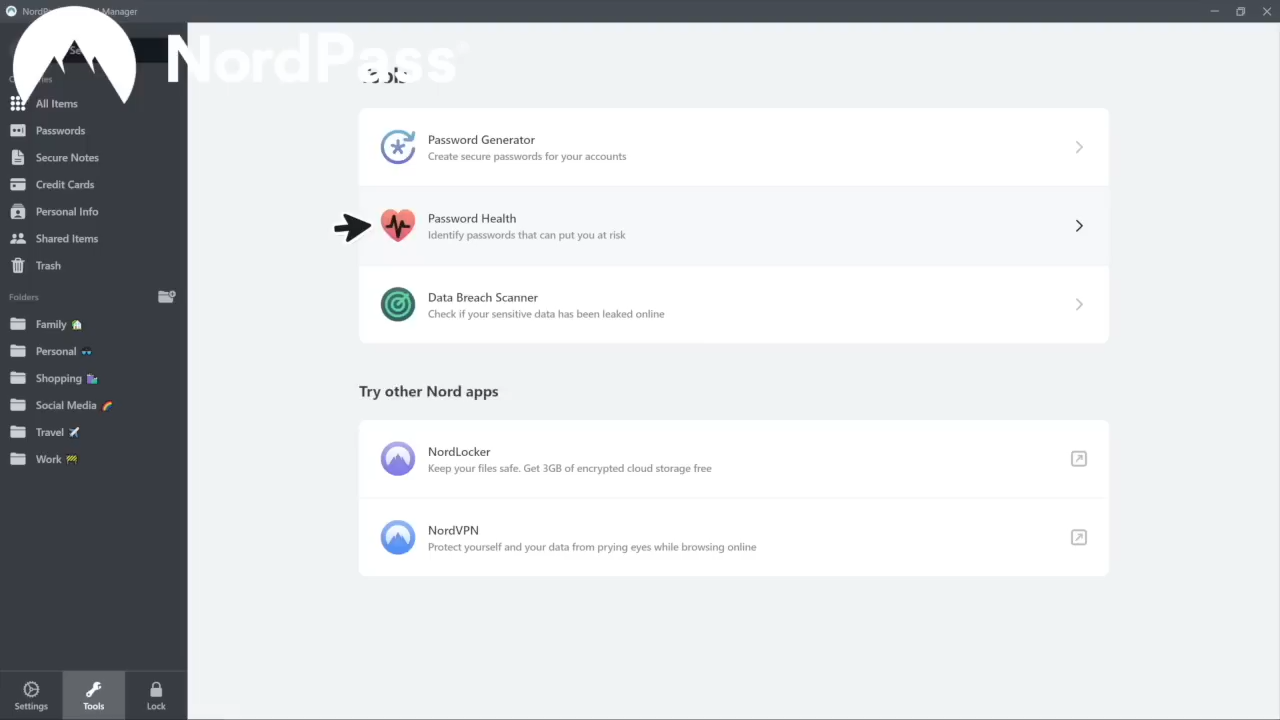 NordPass®
Tools
All Items
Passwords
Secure Notes
Credit Cards
Personal Info
Shared Items
Trash
Folders
Family
Personal
Shopping
Social Media
Travel
Work
Settings
Tools
Lock
Password Generator
Create secure passwords for your accounts
Password Health
Identify passwords that can put you at risk
Data Breach Scanner
Check if your sensitive data has been leaked online
Try other Nord apps
NordLocker
Keep your files safe. Get 3GB of encrypted cloud storage free
NordVPN
Protect yourself and your data from prying eyes while browsing online